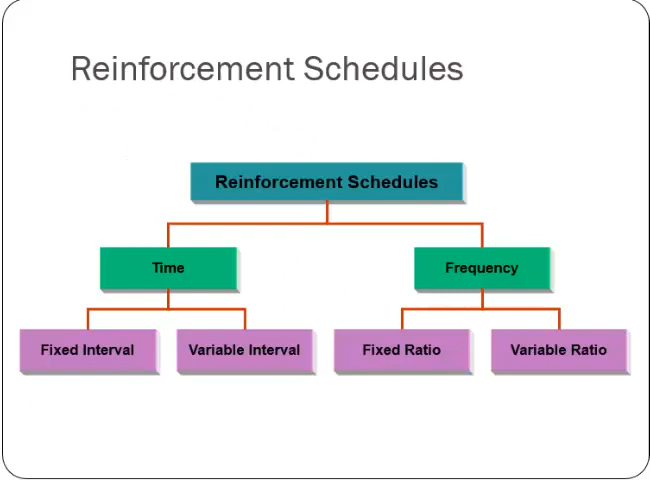 Reinforcement Schedules
Reinforcement Schedules
Time
Frequency
Fixed Interval
Variable Interval
Fixed Ratio
Variable Ratio